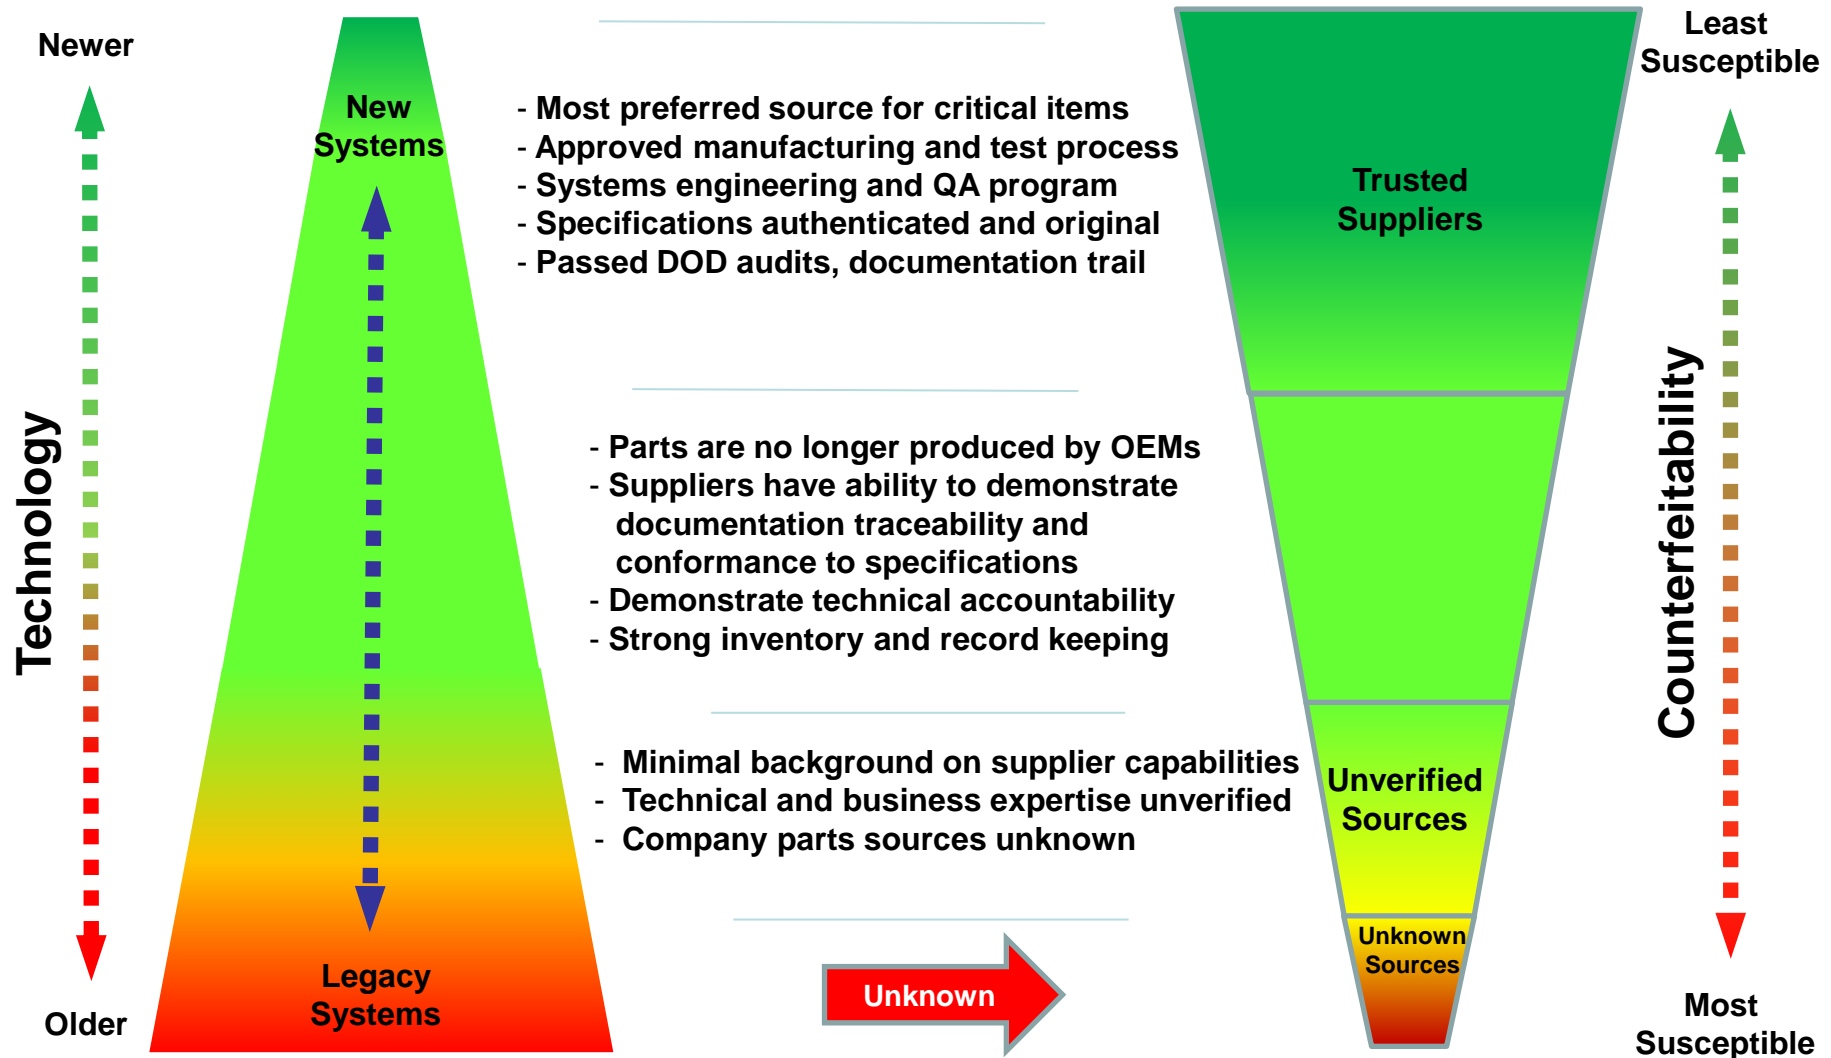 Newer
Technology
Older
New
Systems
Legacy
Systems
- Most preferred source for critical items
- Approved manufacturing and test process
- Systems engineering and QA program
- Specifications authenticated and original
- Passed DOD audits, documentation trail
- Parts are no longer produced by OEMs
- Suppliers have ability to demonstrate
documentation traceability and
conformance to specifications
- Demonstrate technical accountability
- Strong inventory and record keeping
- Minimal background on supplier capabilities
- Technical and business expertise unverified
- Company parts sources unknown
Unknown
Trusted
Suppliers
Unverified
Sources
Unknown
Sources
Least
Susceptible
Counterfeitability
Most
Susceptible